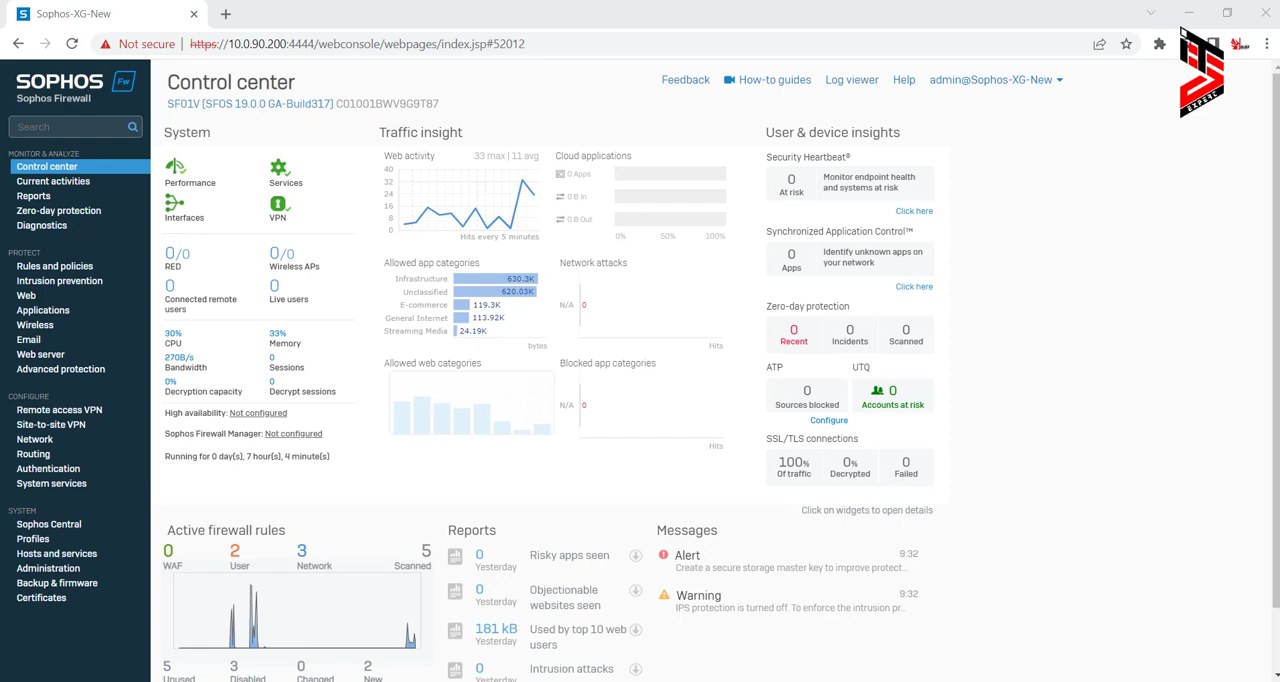 Sophos-XG-New
Not secure | https://10.0.90.200:4444/webconsole/webpages/index.jsp#52012
SOPHOS Fw
Sophos Firewall
Search
MONITOR & ANALYZE
Control center
Current activities
Reports
Zero-day protection
Diagnostics
PROTECT
Rules and policies
Intrusion prevention
Web
Applications
Wireless
Email
Web server
Advanced protection
CONFIGURE
Remote access VPN
Site-to-site VPN
Network
Routing
Authentication
System services
SYSTEM
Sophos Central
Profiles
Hosts and services
Administration
Backup & firmware
Certificates
Control center
SF01V (SFOS 19.0.0 GA-Build317) C01001BWV9G9T87
Feedback How-to guides Log viewer Help admin@Sophos-XG-New
ITS
EXPERT
System
Performance Services
Interfaces VPN
0/0 0/0
RED Wireless APs
0 0
Connected remote users Live users
30% 33%
CPU Memory
270B/s 0
Bandwidth Sessions
0% 0
Decryption capacity Decrypt sessions
High availability: Not configured
Sophos Firewall Manager: Not configured
Running for 0 day(s), 7 hour(s), 4 minute(s)
Traffic insight
Web activity 33 max | 11 avg
40
32
24
16
8
0
Hits every 5 minutes
Cloud applications
0 Apps
0 B In
0 B Out
0% 50% 100%
Allowed app categories
Infrastructure 630.3K
Unclassified 620.03K
E-commerce 119.3K
General Internet 113.92K
Streaming Media 24.19K
bytes
Network attacks
N/A 0
Hits
Allowed web categories
Blocked app categories
N/A 0
Hits
User & device insights
Security Heartbeat®
0
At risk
Monitor endpoint health
and systems at risk
Click here
Synchronized Application Control™
0
Apps
Identify unknown apps on
your network
Click here
Zero-day protection
0 0 0
Recent Incidents Scanned
ATP UTQ
0 0
Sources blocked Accounts at risk
Configure
SSL/TLS connections
100% 0% 0
Of traffic Decrypted Failed
Click on widgets to open details
Active firewall rules
0 2 3 5
WAF User Network Scanned
5 3 0 2
Unused Disabled Changed New
Reports
0 Risky apps seen
Yesterday
0 Objectionable
Yesterday websites seen
181 kB Used by top 10 web
Yesterday users
0 Intrusion attacks
Yesterday
Messages
Alert 9:32
Create a secure storage master key to improve protect...
Warning 9:32
IPS protection is turned off. To enforce the intrusion pr...